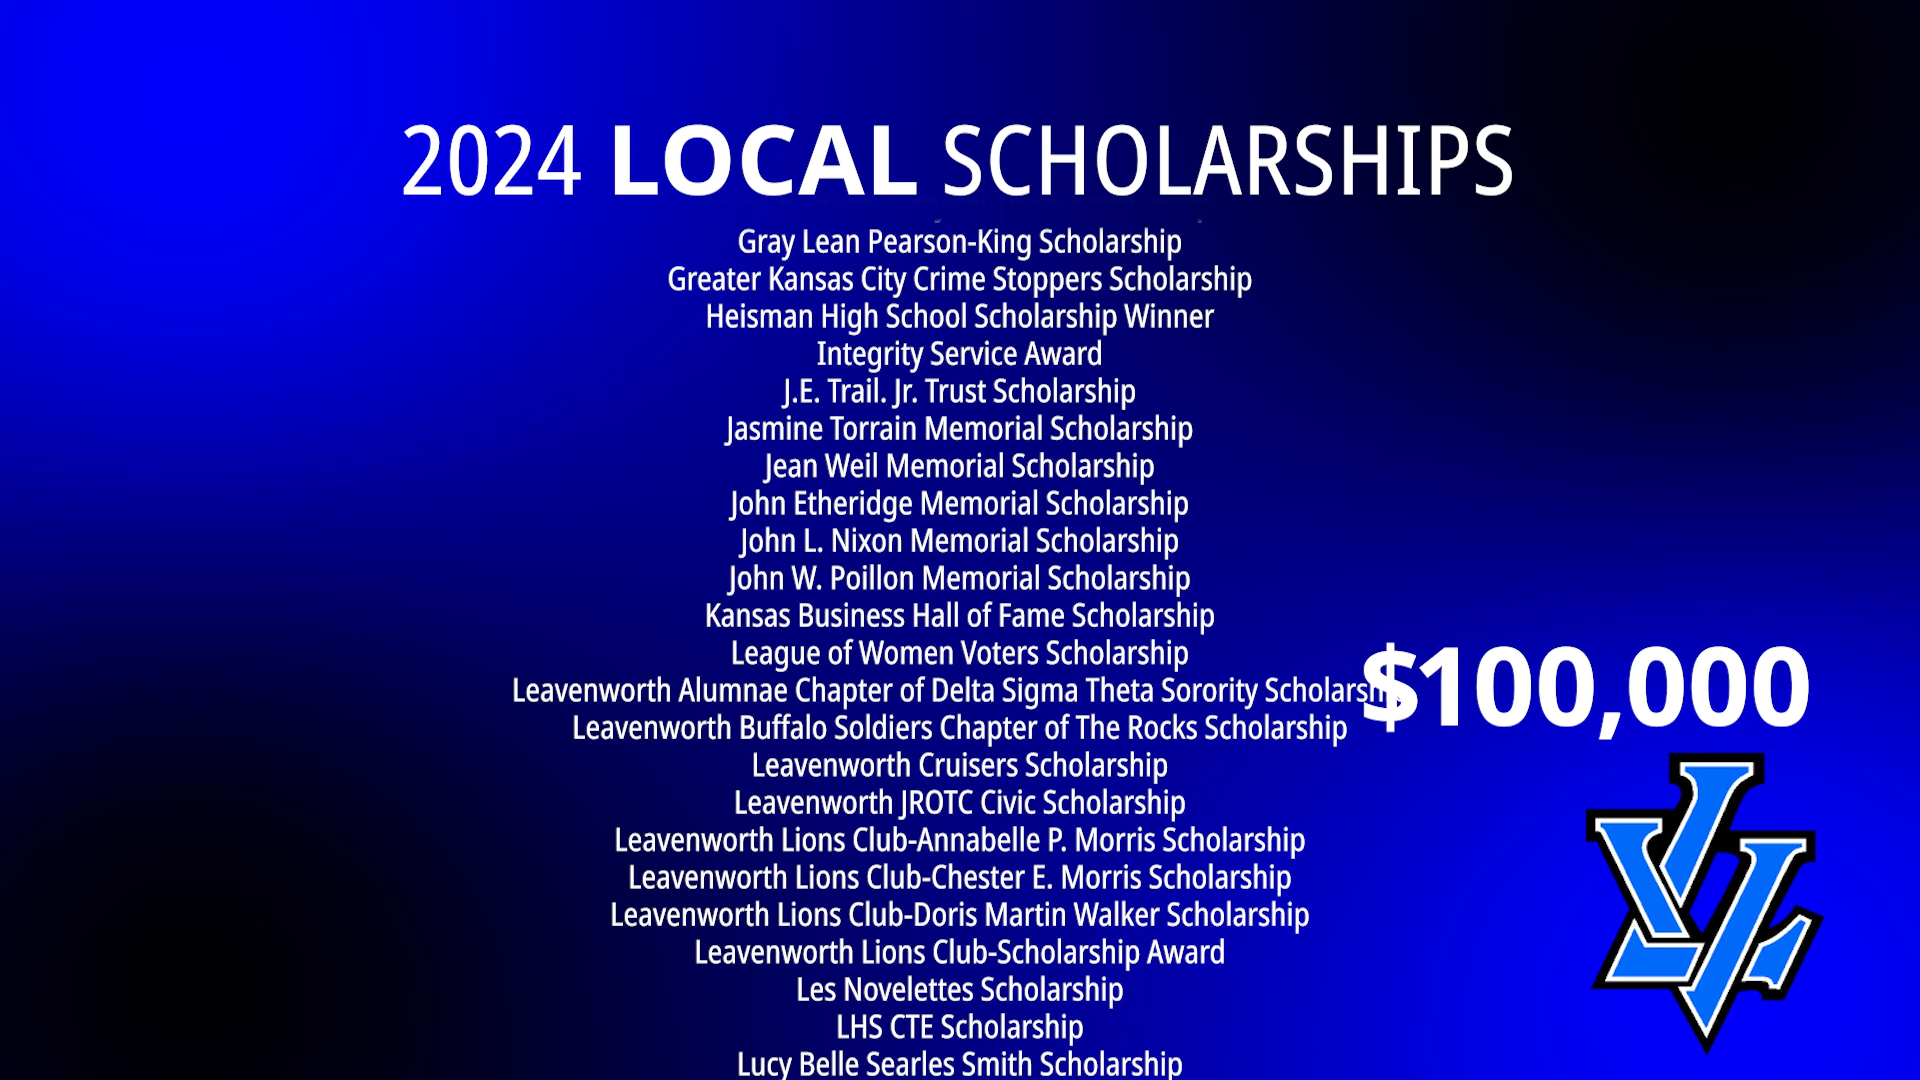 2024 LOCAL SCHOLARSHIPS
Gray Lean Pearson-King Scholarship
Greater Kansas City Crime Stoppers Scholarship
Heisman High School Scholarship Winner
Integrity Service Award
J.E. Trail. Jr. Trust Scholarship
Jasmine Torrain Memorial Scholarship
Jean Weil Memorial Scholarship
John Etheridge Memorial Scholarship
John L. Nixon Memorial Scholarship
John W. Poillon Memorial Scholarship
Kansas Business Hall of Fame Scholarship
League of Women Voters Scholarship
Leavenworth Alumnae Chapter of Delta Sigma Theta Sorority Scholarship
Leavenworth Buffalo Soldiers Chapter of The Rocks Scholarship
Leavenworth Cruisers Scholarship
Leavenworth JROTC Civic Scholarship
Leavenworth Lions Club-Annabelle P. Morris Scholarship
Leavenworth Lions Club-Chester E. Morris Scholarship
Leavenworth Lions Club-Doris Martin Walker Scholarship
Leavenworth Lions Club-Scholarship Award
Les Novelettes Scholarship
LHS CTE Scholarship
Lucy Belle Searles Smith Scholarship
$100,000